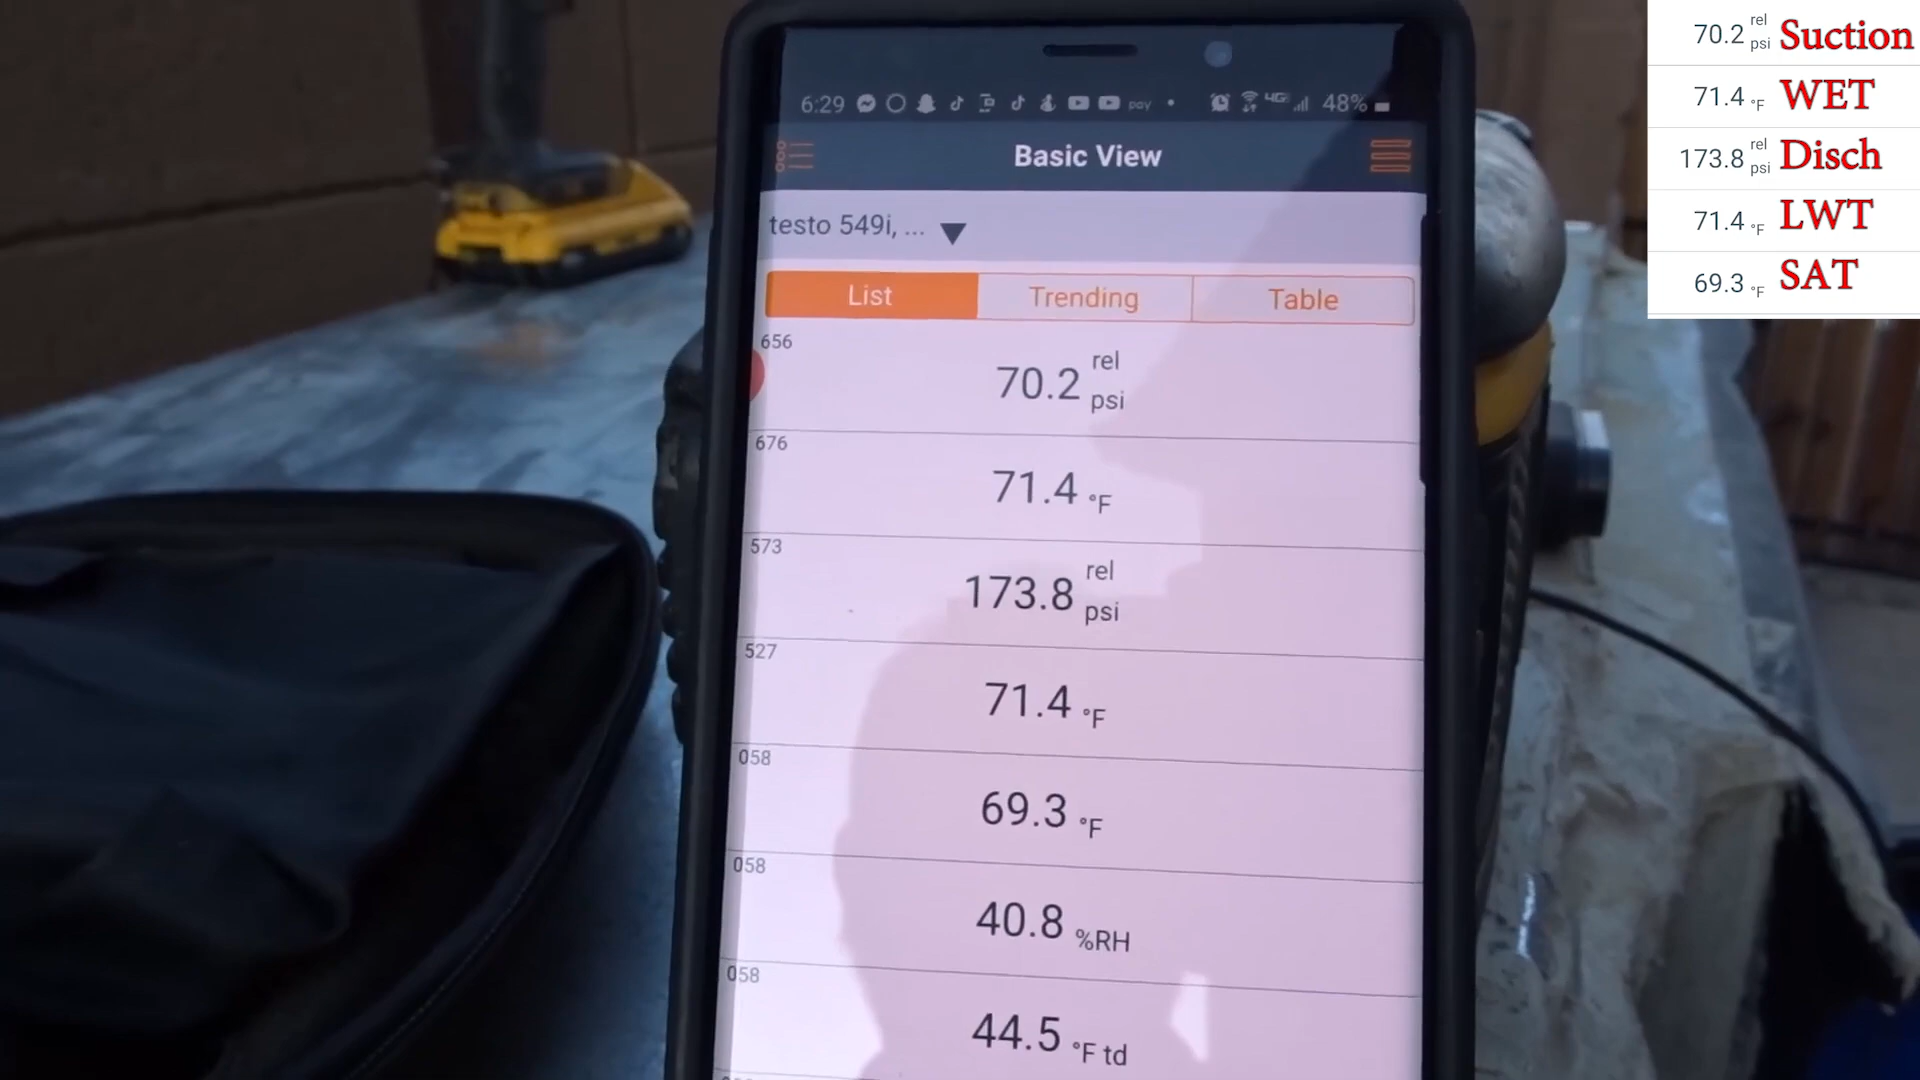 6:29 pay 4G 48%
Basic View
testo 549i, ...
List Trending Table
656
70.2 rel psi
676
71.4 °F
573
173.8 rel psi
527
71.4 °F
058
69.3 °F
058
40.8 %RH
058
44.5 °F td
70.2 rel psi Suction
71.4 °F WET
173.8 rel psi Disch
71.4 °F LWT
69.3 °F SAT